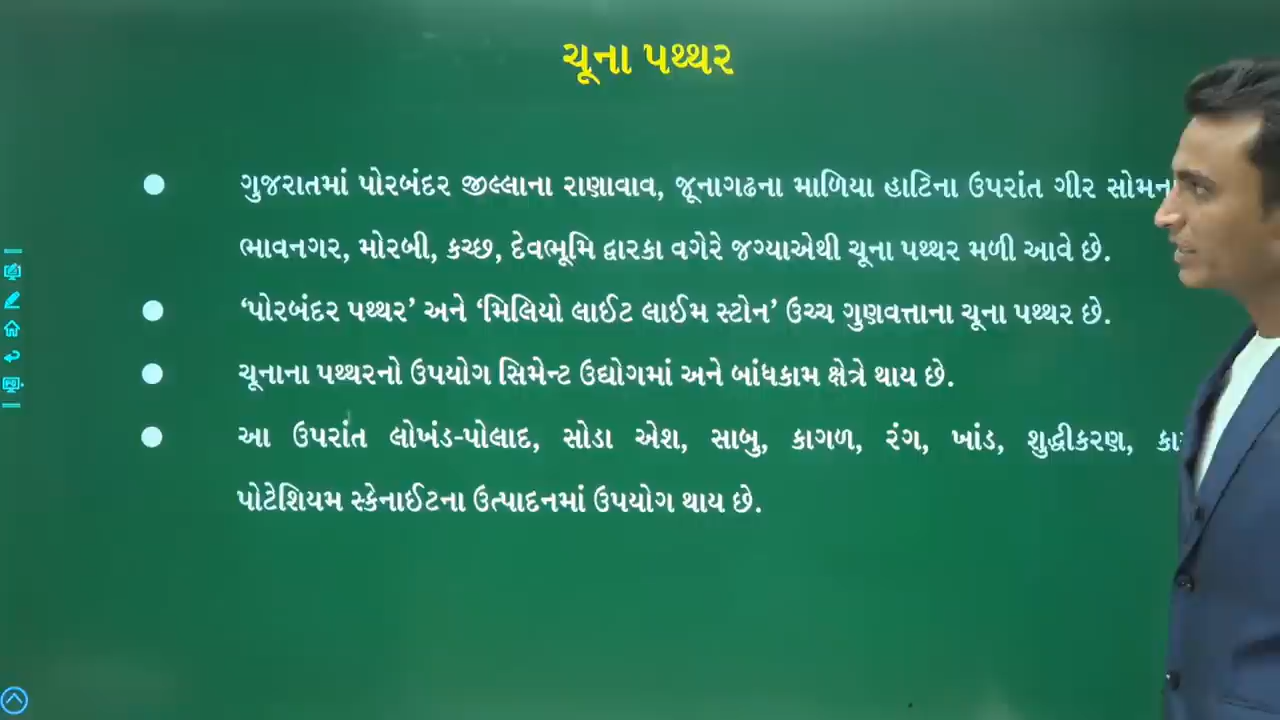 ચૂના પથ્થર
ગુજરાતમાં પોરબંદર જીલ્લાના રાણાવાવ, જૂનાગઢના માળિયા હાટિના ઉપરાંત ગીર
ભાવનગર, મોરબી, કચ્છ, દેવભૂમિ દ્વારકા વગેરે જગ્યાએથી ચૂના પથ્થર મળી આવે છે.
‘પોરબંદર પથ્થર’ અને ‘મિલિયો લાઈટ લાઈમ સ્ટોન’ ઉચ્ચ ગુણવત્તાના ચૂના પથ્થર છે.
ચૂનાના પથ્થરનો ઉપયોગ સિમેન્ટ ઉદ્યોગમાં અને બાંધકામ ક્ષેત્રે થાય છે.
આ ઉપરાંત લોખંડ-પોલાદ, સોડા એશ, સાબુ, કાગળ, રંગ, ખાંડ, શુદ્ધીકરણ,
પોટેશિયમ સ્કેનાઈટના ઉત્પાદનમાં ઉપયોગ થાય છે.